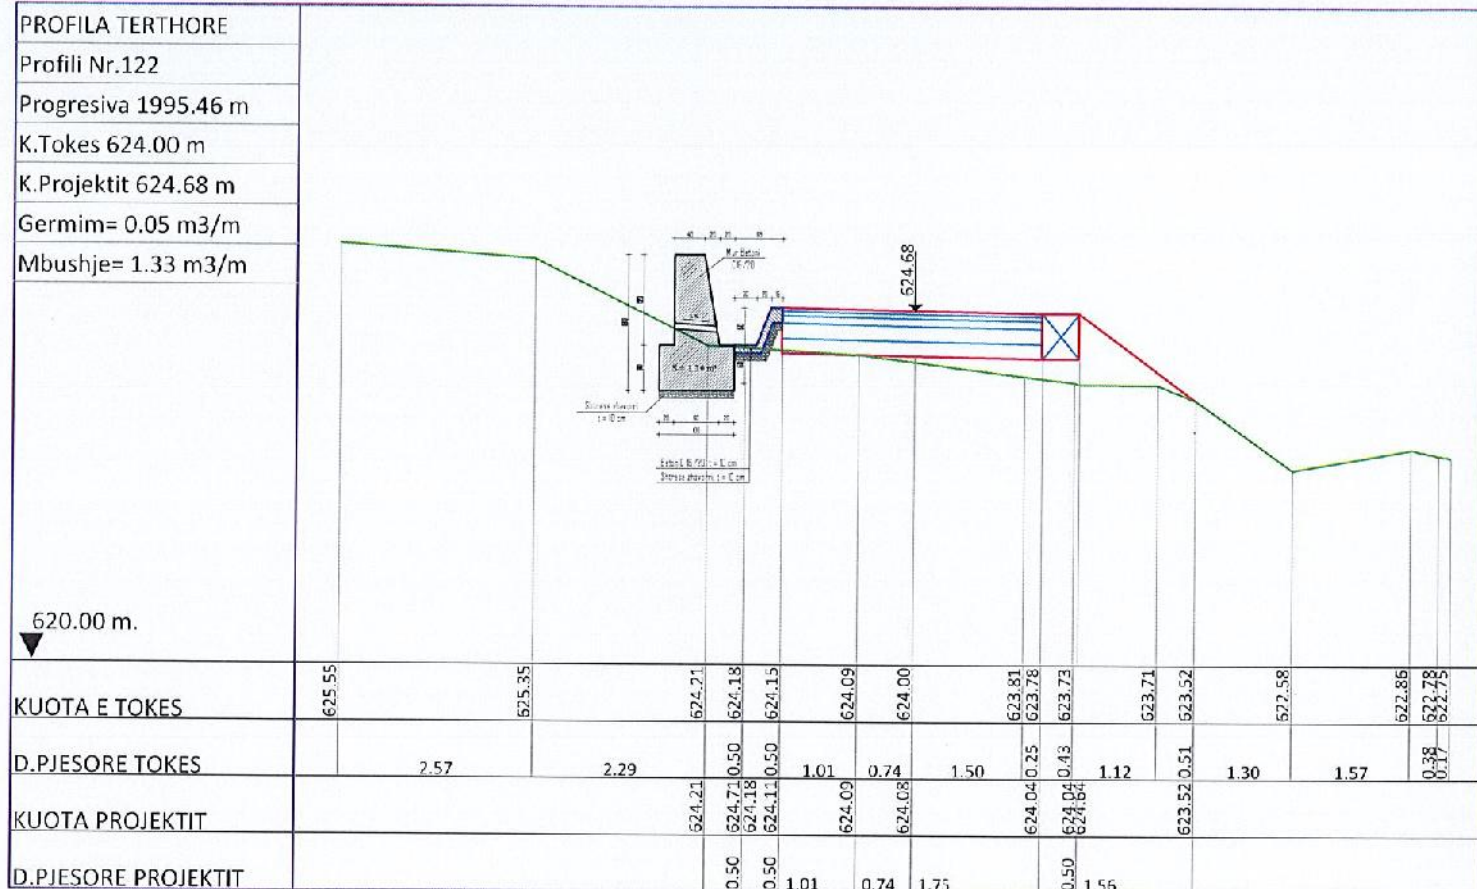 PROFILA TERTHORE
Profili Nr.122
Progresiva 1995.46 m
K.Tokes 624.00 m
K.Projektit 624.68 m
Germim= 0.05 m3/m
Mbushje= 1.33 m3/m
624.68
620.00 m.
KUOTA E TOKES 625.55 625.35 624.21 624.18 624.15 624.09 624.00 623.81 623.78 623.73 623.71 623.52 622.58 622.86 622.78 622.75
D.PJESORE TOKES 2.57 2.29 0.50 0.50 1.01 0.74 1.50 0.25 0.43 1.12 0.51 1.30 1.57 0.38 0.17
KUOTA PROJEKTIT 624.21 624.71 624.18 624.11 624.09 624.08 624.04 624.04 624.64 623.52
D.PJESORE PROJEKTIT 0.50 0.50 1.01 0.74 1.75 0.50 1.56